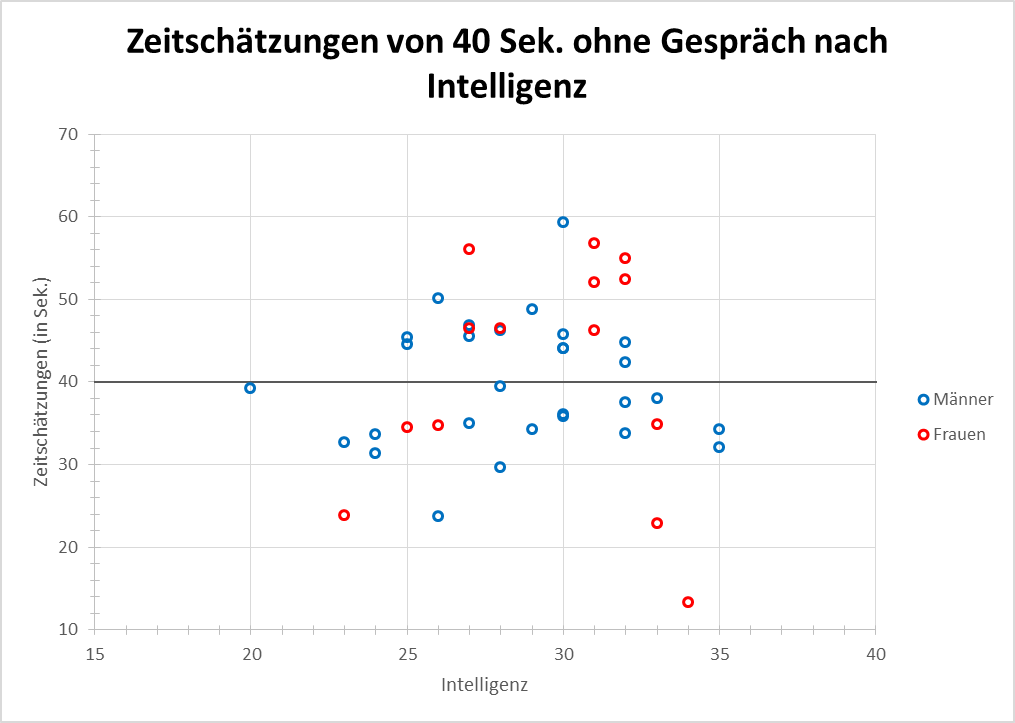 Zeitschätzungen von 40 Sek. ohne Gespräch nach
Intelligenz
70
60
50
40
30
20
10
Zeitschätzungen (in Sek.)
15 20 25 30 35 40
Intelligenz
Männer
Frauen